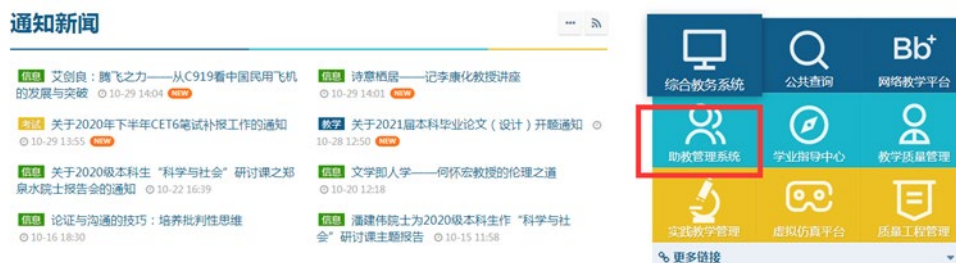 通知新闻
信息 艾剑良：腾飞之力——从C919看中国民用飞机
的发展与突破 10-29 14:04 NEW
考试 关于2020年下半年CET6笔试补报工作的通知
10-29 13:55 NEW
信息 关于2020级本科生“科学与社会”研讨课之郑
泉水院士报告会的通知 10-22 16:39
信息 论证与沟通的技巧：培养批判性思维
10-16 18:30
信息 诗意栖居——记李康化教授讲座
10-29 14:01 NEW
教学 关于2021届本科毕业论文（设计）开题通知
10-28 12:50 NEW
信息 文学即人学——何怀宏教授的伦理之道
10-20 12:18
信息 潘建伟院士为2020级本科生作“科学与社
会”研讨课主题报告 10-15 11:58
综合教务系统
公共查询
Bb+
网络教学平台
助教管理系统
学业指导中心
教学质量管理
实践教学管理
虚拟仿真平台
质量工程管理
更多链接